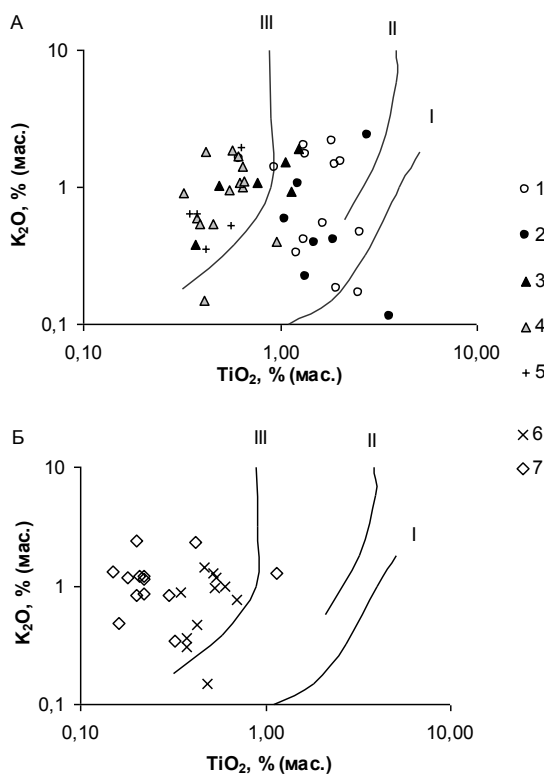 А
III
II
I
10
1
0,1
0,10
1,00
10,00
K₂O, % (мас.)
TiO₂, % (мас.)
1
2
3
4
5
6
7
Б
III
II
I
10
1
0,1
0,10
1,00
10,00
K₂O, % (мас.)
TiO₂, % (мас.)